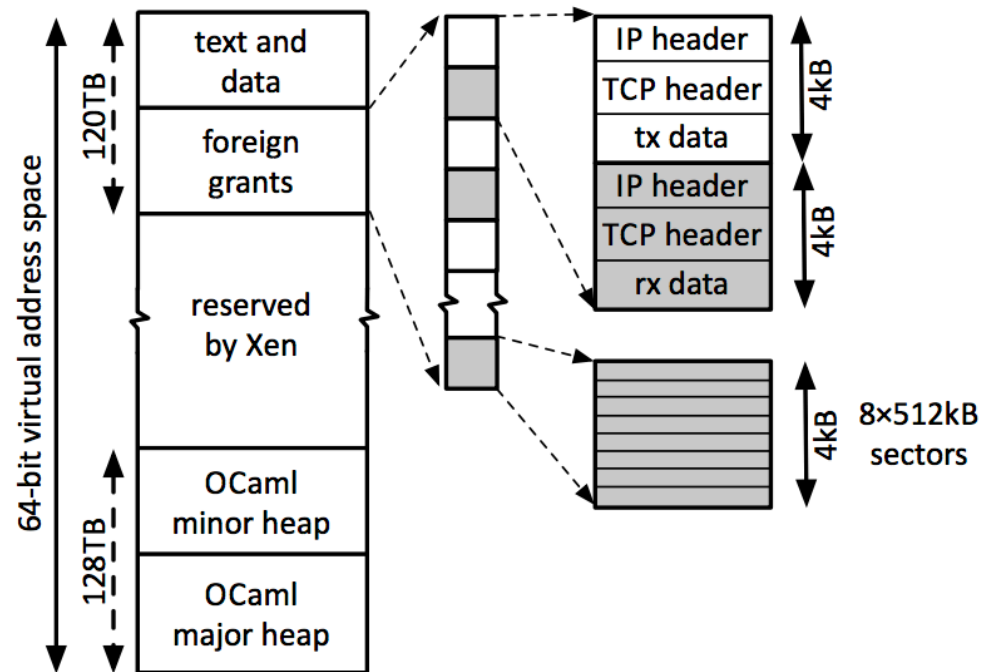 64-bit virtual address space
120TB
128TB
text and
data
foreign
grants
reserved
by Xen
OCaml
minor heap
OCaml
major heap
IP header
TCP header
tx data
4kB
IP header
TCP header
rx data
4kB
4kB
8×512kB
sectors